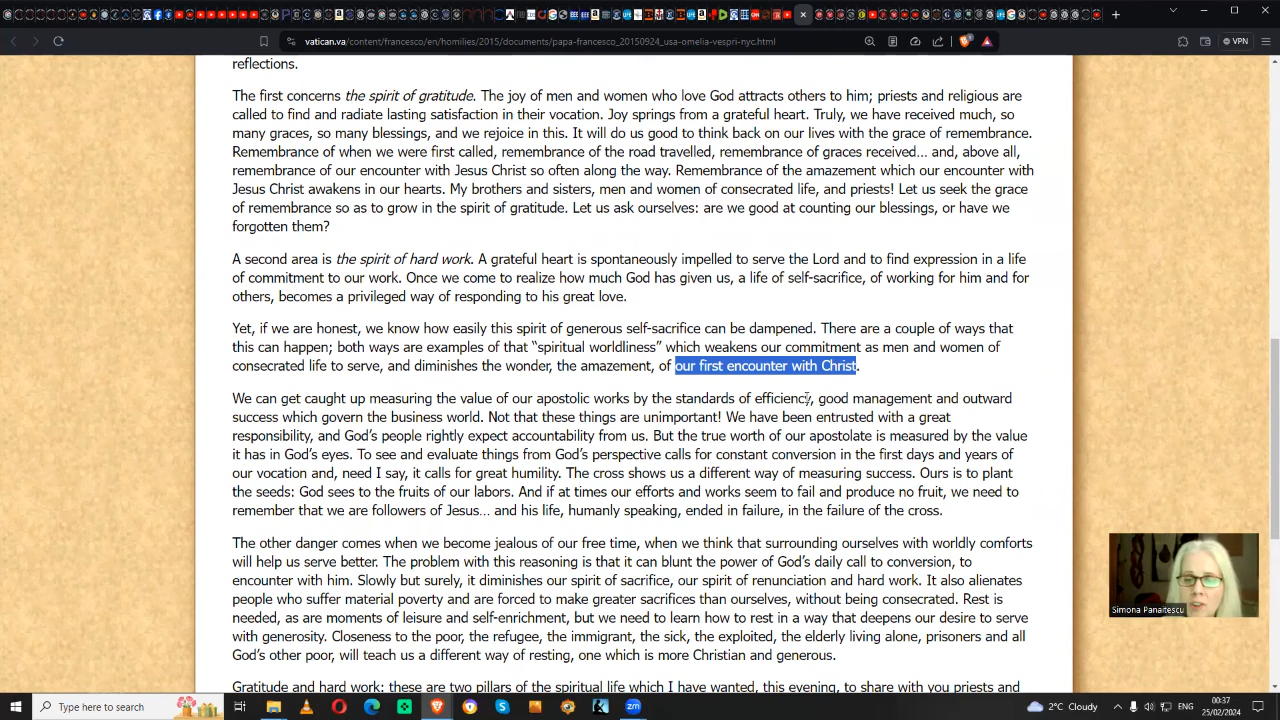 vatican.va/content/francesco/en/homilies/2015/documents/papa-francesco_20150924_usa-omelia-vespri-nyc.html
VPN
reflections.
The first concerns the spirit of gratitude. The joy of men and women who love God attracts others to him; priests and religious are
called to find and radiate lasting satisfaction in their vocation. Joy springs from a grateful heart. Truly, we have received much, so
many graces, so many blessings, and we rejoice in this. It will do us good to think back on our lives with the grace of remembrance.
Remembrance of when we were first called, remembrance of the road travelled, remembrance of graces received… and, above all,
remembrance of our encounter with Jesus Christ so often along the way. Remembrance of the amazement which our encounter with
Jesus Christ awakens in our hearts. My brothers and sisters, men and women of consecrated life, and priests! Let us seek the grace
of remembrance so as to grow in the spirit of gratitude. Let us ask ourselves: are we good at counting our blessings, or have we
forgotten them?
A second area is the spirit of hard work. A grateful heart is spontaneously impelled to serve the Lord and to find expression in a life
of commitment to our work. Once we come to realize how much God has given us, a life of self-sacrifice, of working for him and for
others, becomes a privileged way of responding to his great love.
Yet, if we are honest, we know how easily this spirit of generous self-sacrifice can be dampened. There are a couple of ways that
this can happen; both ways are examples of that “spiritual worldliness” which weakens our commitment as men and women of
consecrated life to serve, and diminishes the wonder, the amazement, of our first encounter with Christ.
We can get caught up measuring the value of our apostolic works by the standards of efficiency, good management and outward
success which govern the business world. Not that these things are unimportant! We have been entrusted with a great
responsibility, and God’s people rightly expect accountability from us. But the true worth of our apostolate is measured by the value
it has in God’s eyes. To see and evaluate things from God’s perspective calls for constant conversion in the first days and years of
our vocation and, need I say, it calls for great humility. The cross shows us a different way of measuring success. Ours is to plant
the seeds: God sees to the fruits of our labors. And if at times our efforts and works seem to fail and produce no fruit, we need to
remember that we are followers of Jesus… and his life, humanly speaking, ended in failure, in the failure of the cross.
The other danger comes when we become jealous of our free time, when we think that surrounding ourselves with worldly comforts
will help us serve better. The problem with this reasoning is that it can blunt the power of God’s daily call to conversion, to
encounter with him. Slowly but surely, it diminishes our spirit of sacrifice, our spirit of renunciation and hard work. It also alienates
people who suffer material poverty and are forced to make greater sacrifices than ourselves, without being consecrated. Rest is
needed, as are moments of leisure and self-enrichment, but we need to learn how to rest in a way that deepens our desire to serve
with generosity. Closeness to the poor, the refugee, the immigrant, the sick, the exploited, the elderly living alone, prisoners and all
God’s other poor, will teach us a different way of resting, one which is more Christian and generous.
Gratitude and hard work: these are two pillars of the spiritual life which I have wanted, this evening, to share with you priests and
Simona Panaitescu
Type here to search
2°C Cloudy
ENG
00:37
25/02/2024